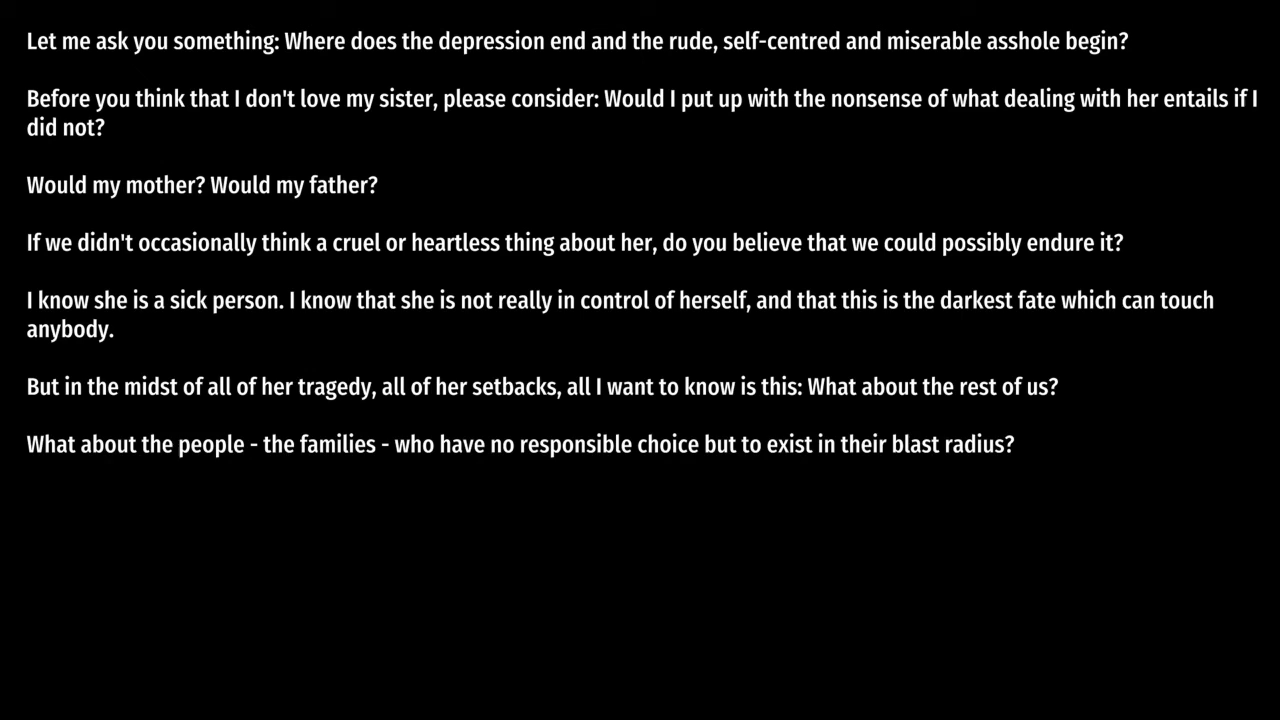 Let me ask you something: Where does the depression end and the rude, self-centred and miserable asshole begin?
Before you think that I don't love my sister, please consider: Would I put up with the nonsense of what dealing with her entails if I
did not?
Would my mother? Would my father?
If we didn't occasionally think a cruel or heartless thing about her, do you believe that we could possibly endure it?
I know she is a sick person. I know that she is not really in control of herself, and that this is the darkest fate which can touch
anybody.
But in the midst of all of her tragedy, all of her setbacks, all I want to know is this: What about the rest of us?
What about the people - the families - who have no responsible choice but to exist in their blast radius?